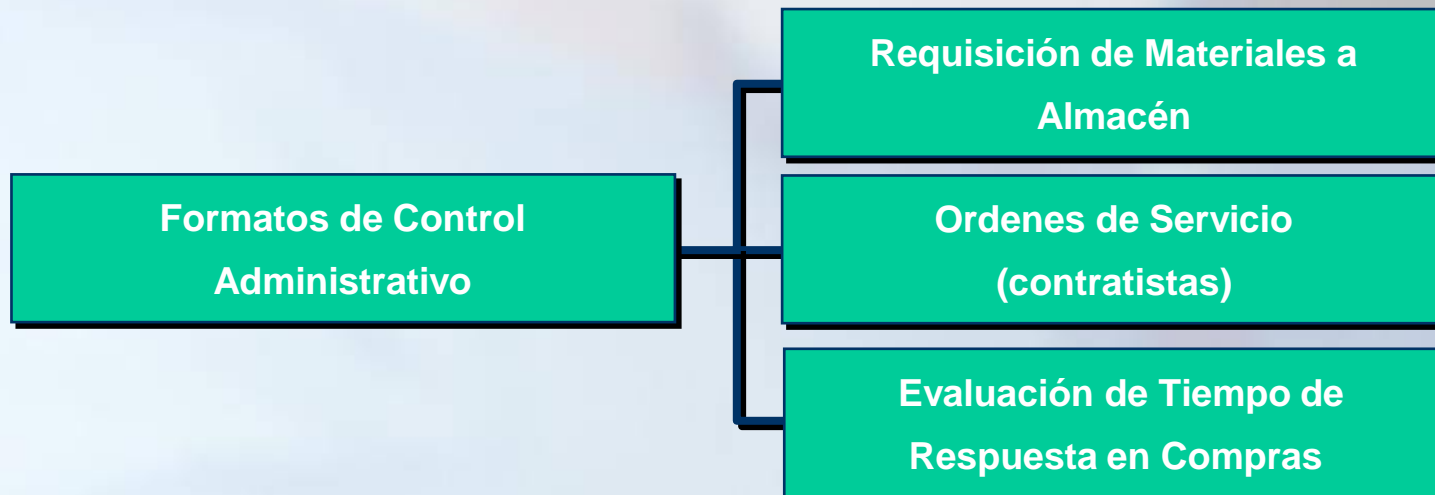 Formatos de Control
Administrativo
Requisición de Materiales a
Almacén
Ordenes de Servicio
(contratistas)
Evaluación de Tiempo de
Respuesta en Compras